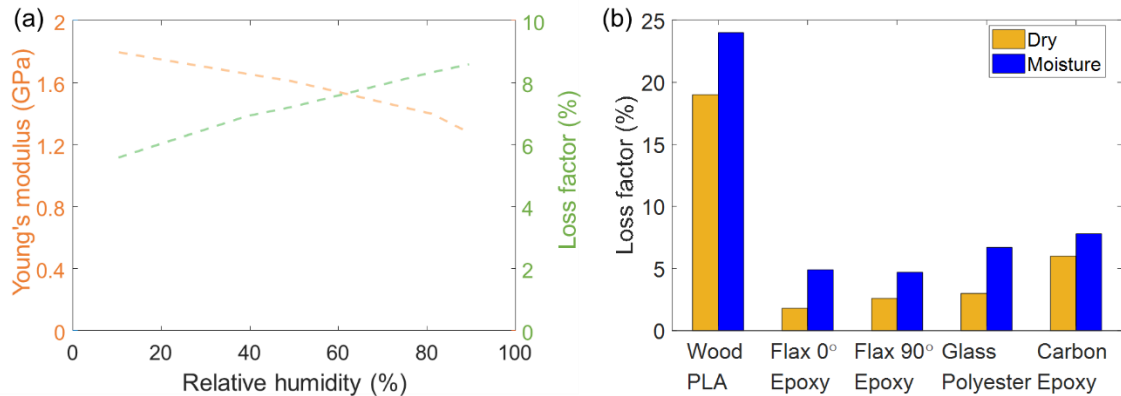 (a)
Young's modulus (GPa)
2
1.6
1.2
0.8
0.4
0
10
8
6
4
2
0
Loss factor (%)
0 20 40 60 80 100
Relative humidity (%)
(b)
Loss factor (%)
25
20
15
10
5
0
Dry
Moisture
Wood Flax 0° Flax 90° Glass Carbon
PLA Epoxy Epoxy Polyester Epoxy